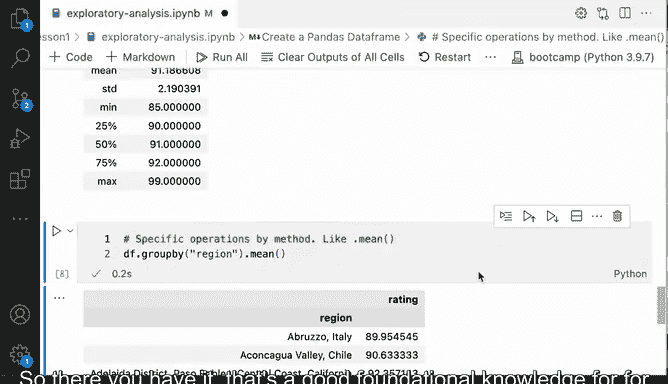 exploratory-analysis.ipynb M
sson1 > exploratory-analysis.ipynb > M↓Create a Pandas Dataframe > # Specific operations by method. Like .mean()
+ Code + Markdown Run All Clear Outputs of All Cells Restart ... bootcamp (Python 3.9.7)
mean 91.186608
std 2.190391
min 85.000000
25% 90.000000
50% 91.000000
75% 92.000000
max 99.000000
1 # Specific operations by method. Like .mean()
2 df.groupby("region").mean()
[8] 0.2s Python
rating
region
Abruzzo, Italy 89.954545
Aconcagua Valley, Chile 90.633333
So there you have it, that's a good foundational knowledge for for